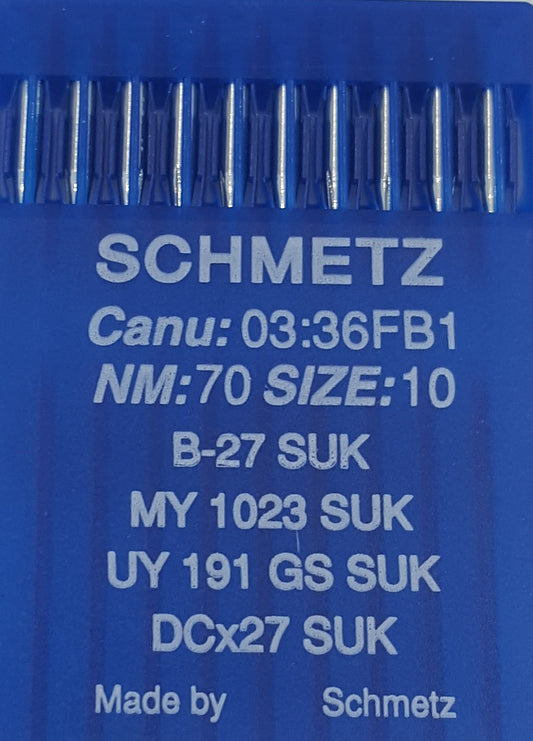 SCHMETZ
Canu: 03:36FB1
NM:70 SIZE:10
B-27 SUK
MY 1023 SUK
UY 191 GS SUK
DCx27 SUK
Made by Schmetz